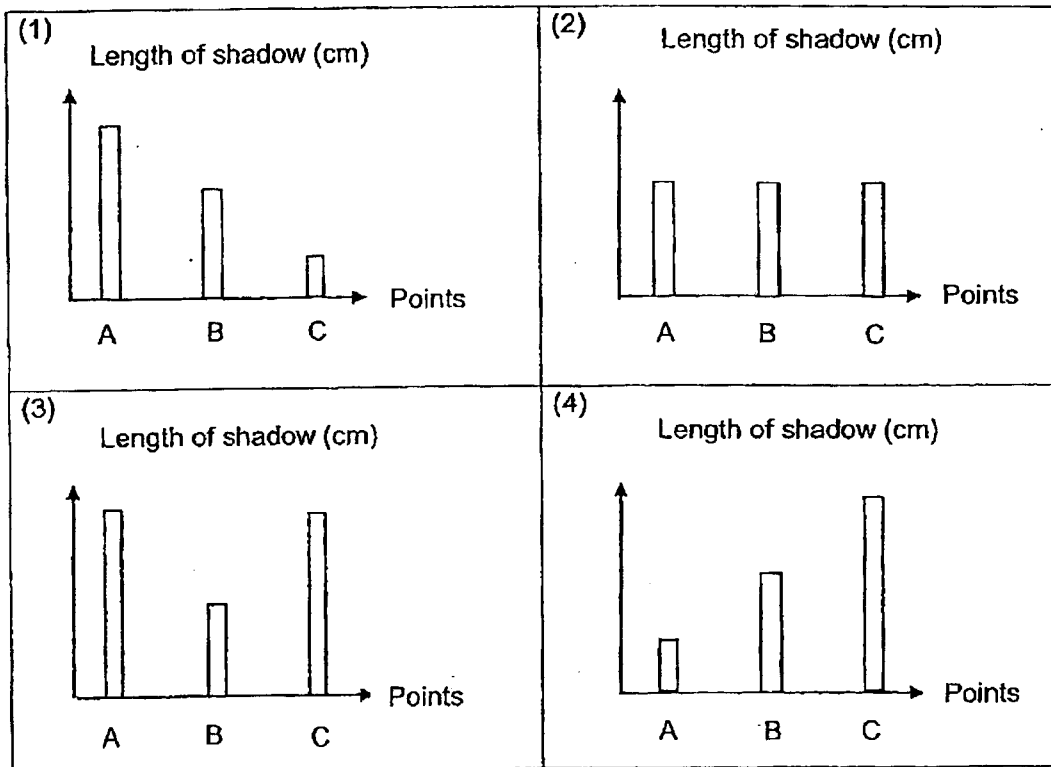 (1)
Length of shadow (cm)
Points
A B C
(2)
Length of shadow (cm)
Points
A B C
(3)
Length of shadow (cm)
Points
A B C
(4)
Length of shadow (cm)
Points
A B C